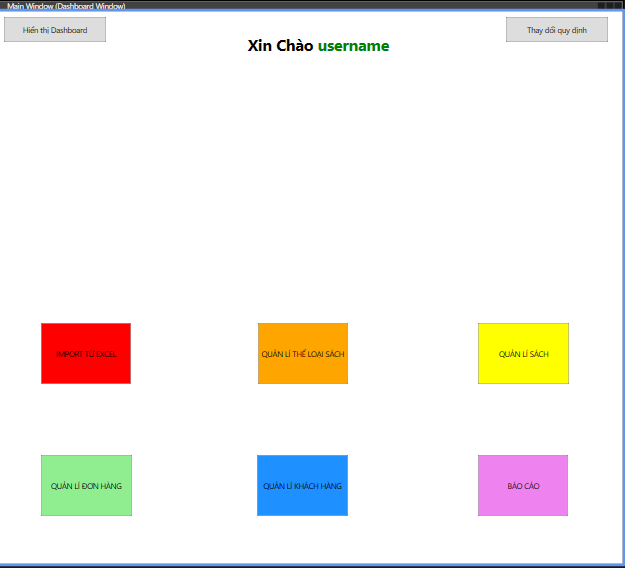 Main Window (Dashboard Window)
Hiển thị Dashboard
Thay đổi quy định
Xin Chào username
IMPORT TỪ EXCEL
QUẢN LÍ THỂ LOẠI SÁCH
QUẢN LÍ SÁCH
QUẢN LÍ ĐƠN HÀNG
QUẢN LÍ KHÁCH HÀNG
BÁO CÁO